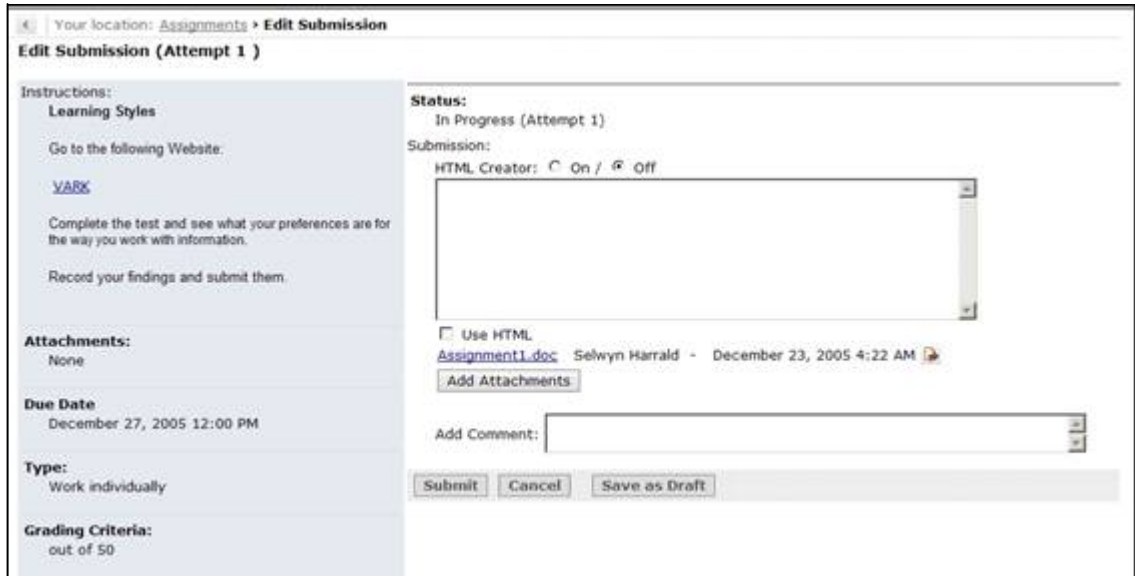 Your location: Assignments › Edit Submission
Edit Submission (Attempt 1 )
Instructions:
Learning Styles
Go to the following Website:
VARK
Complete the test and see what your preferences are for
the way you work with information.
Record your findings and submit them.
Attachments:
None
Due Date
December 27, 2005 12:00 PM
Type:
Work individually
Grading Criteria:
out of 50
Status:
In Progress (Attempt 1)
Submission:
HTML Creator: On / Off
Use HTML
Assignment1.doc Selwyn Harrald - December 23, 2005 4:22 AM
Add Attachments
Add Comment:
Submit Cancel Save as Draft